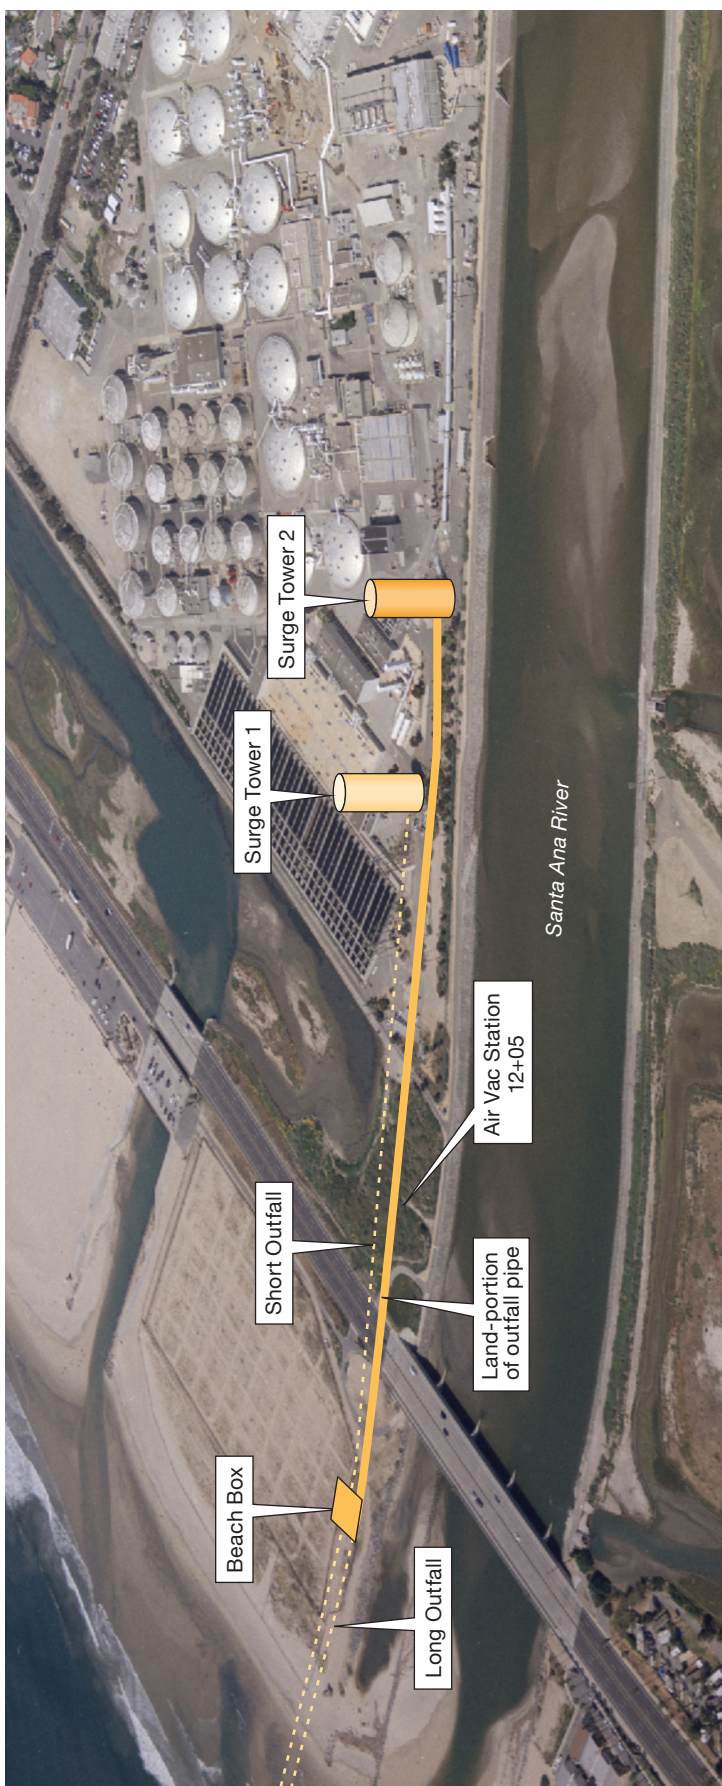 Surge Tower 2
Surge Tower 1
Santa Ana River
Air Vac Station
12+05
Short Outfall
Land-portion
of outfall pipe
Beach Box
Long Outfall